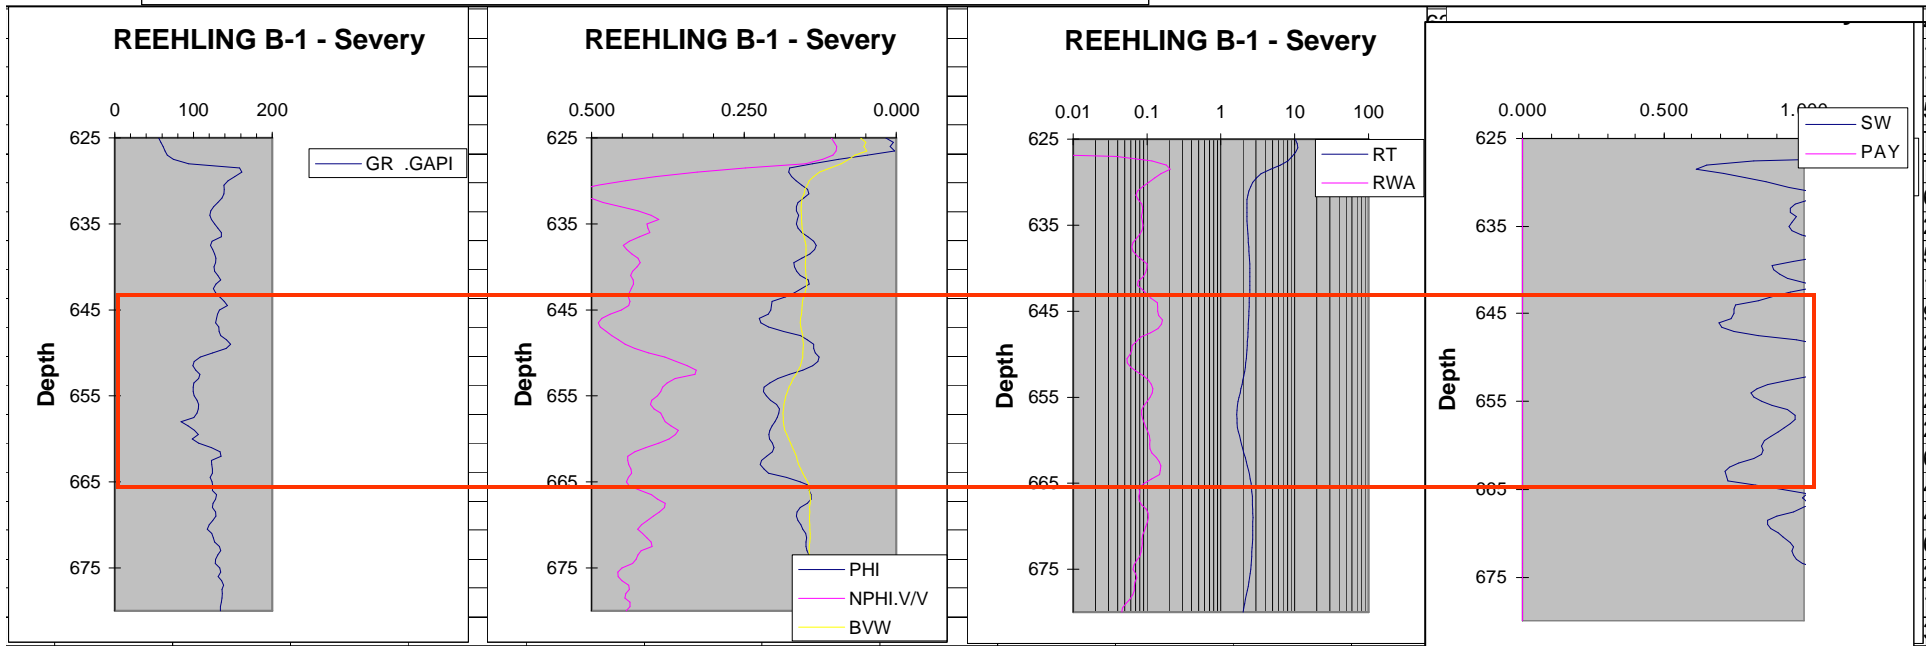 REEHLING B-1 - Severy
0 100 200
625
635
645
655
665
675
Depth
GR .GAPI
REEHLING B-1 - Severy
0.500 0.250 0.000
625
635
645
655
665
675
Depth
PHI
NPHI.V/V
BVW
REEHLING B-1 - Severy
0.01 0.1 1 10 100
625
635
645
655
665
675
Depth
RT
RWA
0.000 0.500 1.000
625
635
645
655
665
675
Depth
SW
PAY